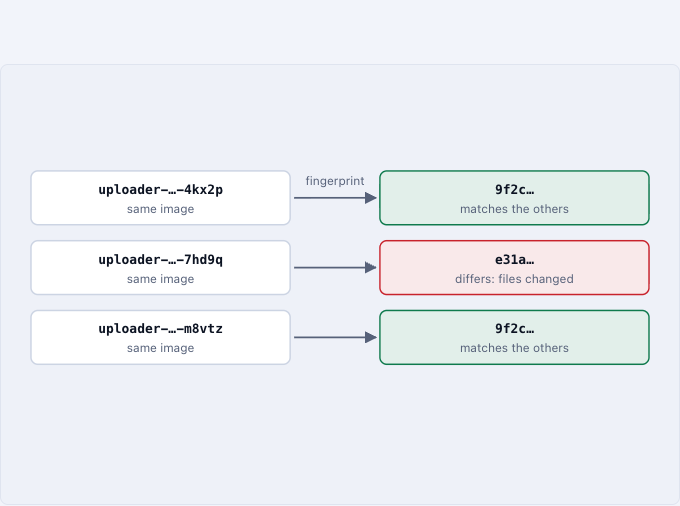 uploader-…-4kx2p
same image
fingerprint
9f2c…
matches the others
uploader-…-7hd9q
same image
e31a…
differs: files changed
uploader-…-m8vtz
same image
9f2c…
matches the others